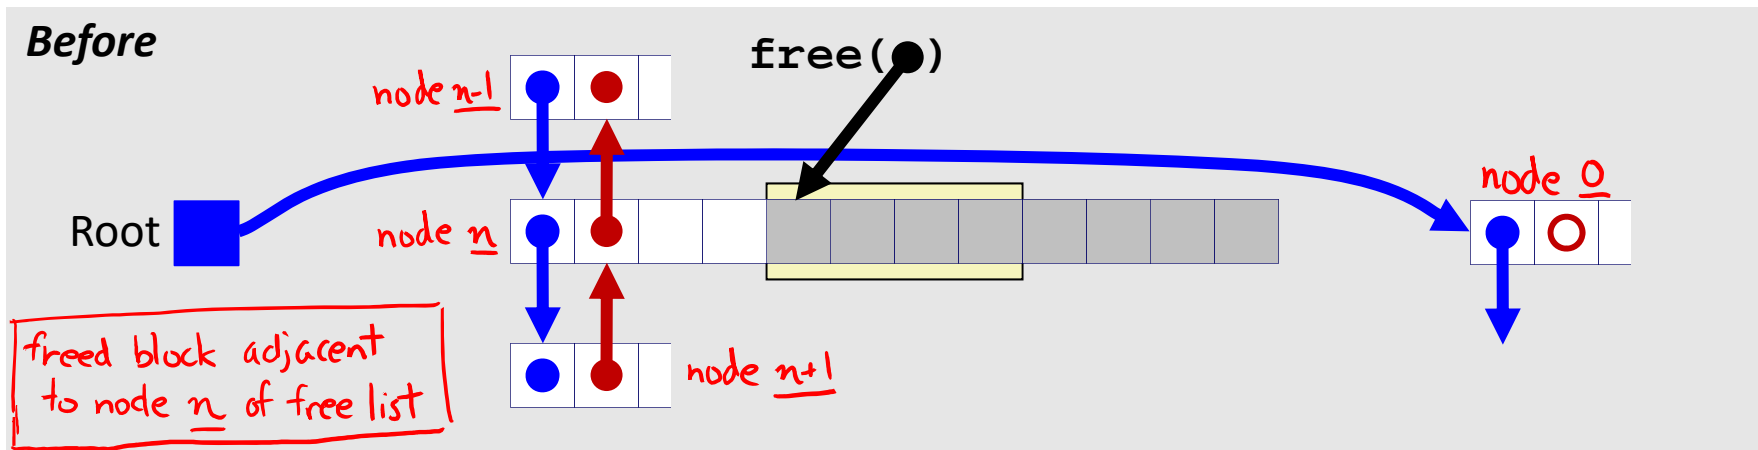 Before
free( )
node n-1
node 0
Root
node n
freed block adjacent
to node n of free list
node n+1